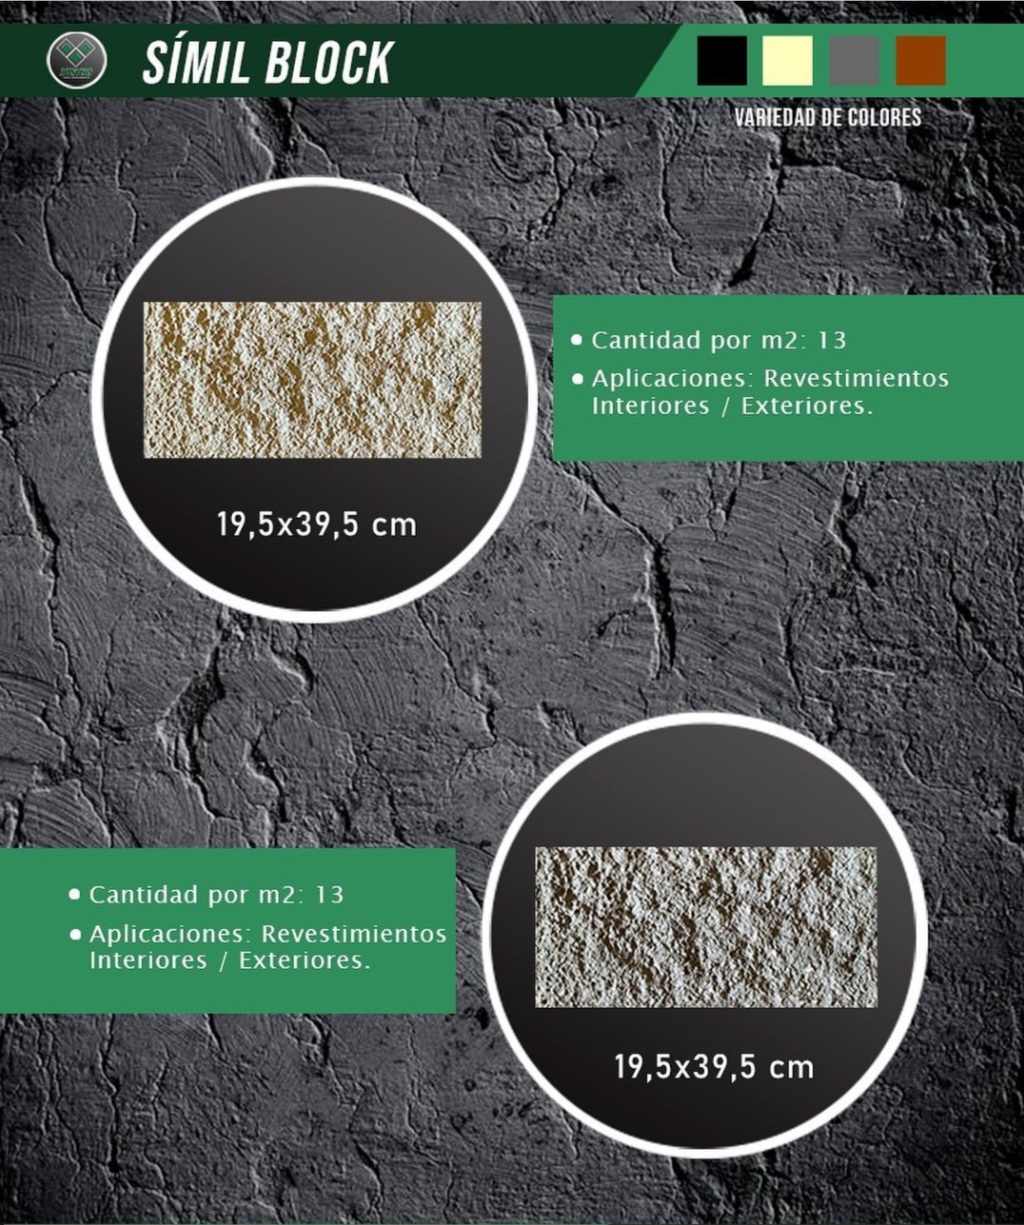 SÍMIL BLOCK
VARIEDAD DE COLORES
• Cantidad por m2: 13
• Aplicaciones: Revestimientos
Interiores / Exteriores.
19,5x39,5 cm
• Cantidad por m2: 13
• Aplicaciones: Revestimientos
Interiores / Exteriores.
19,5x39,5 cm